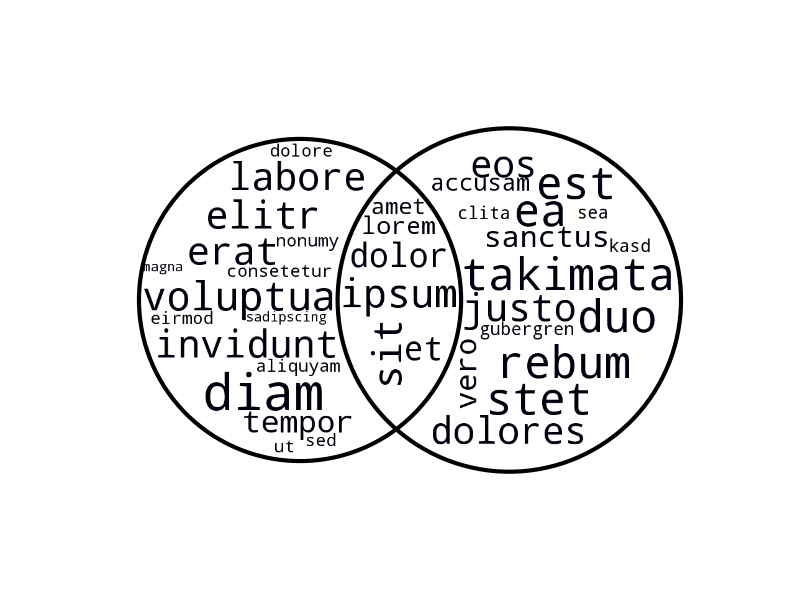 dolore
labore
elitr
erat
nonumy
magna
consetetur
voluptua
eirmod
sadipscing
invidunt
aliquyam
diam
tempor
ut
sed
amet
lorem
dolor
ipsum
sit
et
eos
accusam
est
clita
ea
sea
sanctus
kasd
takimata
justo
duo
gubergren
vero
rebum
stet
dolores